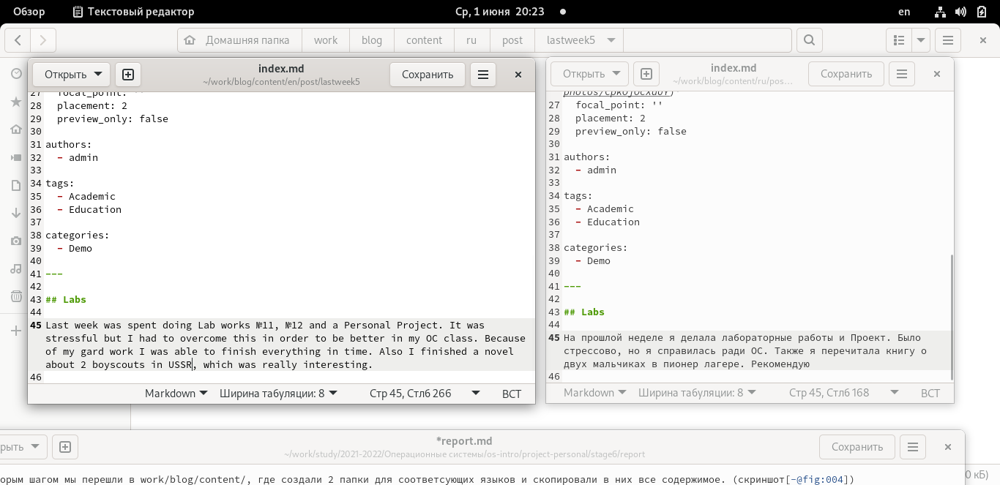 Обзор Текстовый редактор Ср, 1 июня 20:23 en
Домашняя папка work blog content ru post lastweek5
Открыть index.md Сохранить
~/work/blog/content/en/post/lastweek5
27 focal_point: ''
28 placement: 2
29 preview_only: false
30
31 authors:
32 - admin
33
34 tags:
35 - Academic
36 - Education
37
38 categories:
39 - Demo
40
41 ---
42
43 ## Labs
44
45 Last week was spent doing Lab works №11, №12 and a Personal Project. It was
stressful but I had to overcome this in order to be better in my OC class. Because
of my gard work I was able to finish everything in time. Also I finished a novel
about 2 boyscouts in USSR, which was really interesting.
46
Markdown Ширина табуляции: 8 Стр 45, Стлб 266 ВСТ
Открыть index.md Сохранить
~/work/blog/content/ru/pos…
27 focal_point: ''
28 placement: 2
29 preview_only: false
30
31 authors:
32 - admin
33
34 tags:
35 - Academic
36 - Education
37
38 categories:
39 - Demo
40
41 ---
42
43 ## Labs
44
45 На прошлой неделе я делала лабораторные работы и Проект. Было
стрессово, но я справилась ради ОС. Также я перечитала книгу о
двух мальчиках в пионер лагере. Рекомендую
46
Markdown Ширина табуляции: 8 Стр 45, Стлб 168 ВСТ
рыть *report.md Сохранить
~/work/study/2021-2022/Операционные системы/os-intro/project-personal/stage6/report
0 кБ)
орым шагом мы перешли в work/blog/content/, где создали 2 папки для соответсующих языков и скопировали в них все содержимое. (скриншот[-@fig:004])